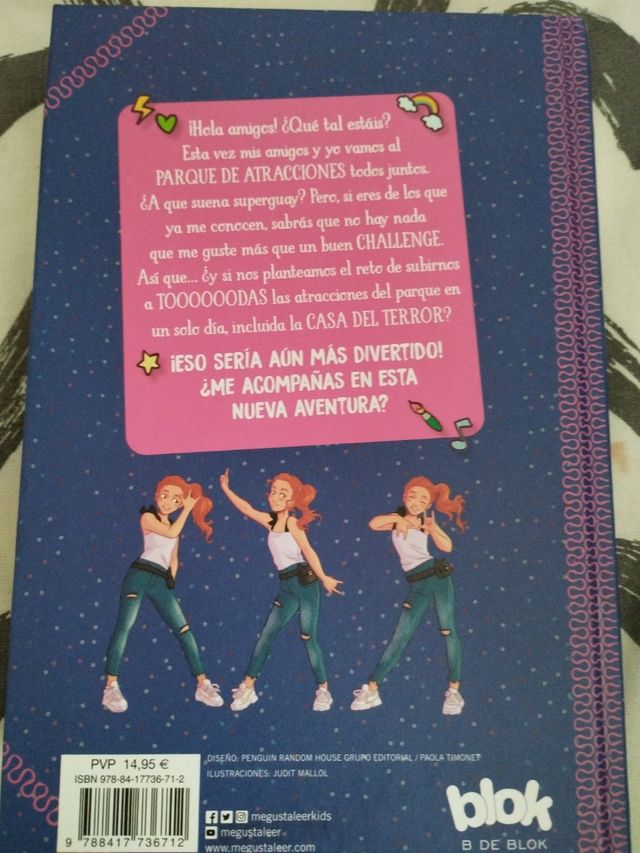 ¡Hola amigos! ¿Qué tal estáis?
Esta vez mis amigos y yo vamos al
PARQUE DE ATRACCIONES todos juntos.
¿A que suena superguay? Pero, si eres de los que
ya me conocen, sabrás que no hay nada
que me guste más que un buen CHALLENGE.
Así que... ¿y si nos planteamos el reto de subirnos
a TOOOOOODAS las atracciones del parque en
un solo día, incluida la CASA DEL TERROR?
¡ESO SERÍA AÚN MÁS DIVERTIDO!
¿ME ACOMPAÑAS EN ESTA
NUEVA AVENTURA?
PVP 14,95 €
ISBN 978-84-17736-71-2
9 788417 736712
DISEÑO: PENGUIN RANDOM HOUSE GRUPO EDITORIAL / PAOLA TIMONET
ILUSTRACIONES: JUDIT MALLOL
megustaleerkids
megustaleer
www.megustaleer.com
blok
B DE BLOK